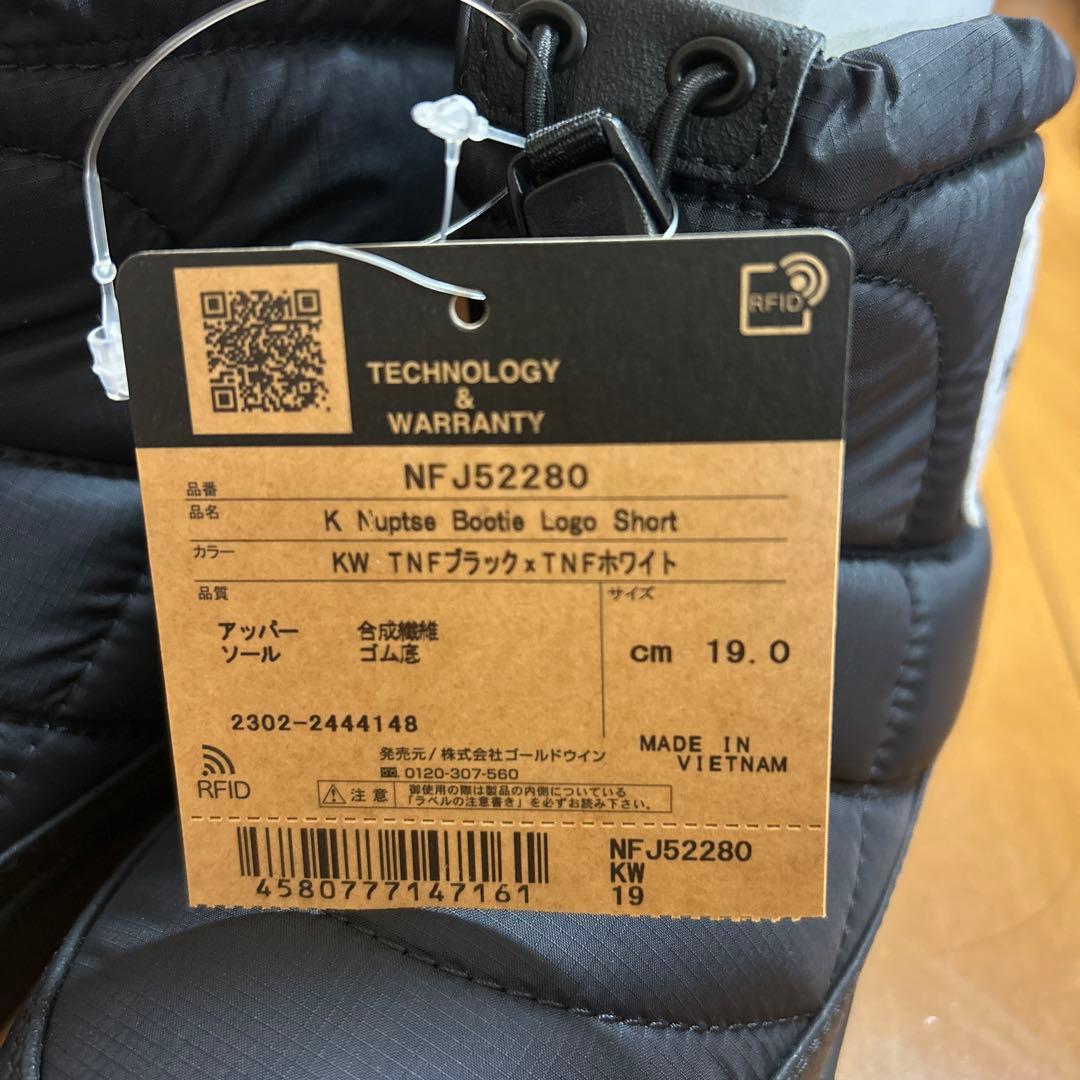 RFID
TECHNOLOGY
&
WARRANTY
品番 NFJ52280
品名 K Nuptse Bootie Logo Short
カラー KW TNFブラックxTNFホワイト
品質
サイズ
アッパー 合成繊維
ソール ゴム底
cm 19.0
2302-2444148
発売元/株式会社ゴールドウイン
0120-307-560
MADE IN
VIETNAM
RFID
注意 御使用の際は製品の内側についている
「ラベルの注意書き」を必ずお読み下さい。
4580777147161
NFJ52280
KW
19